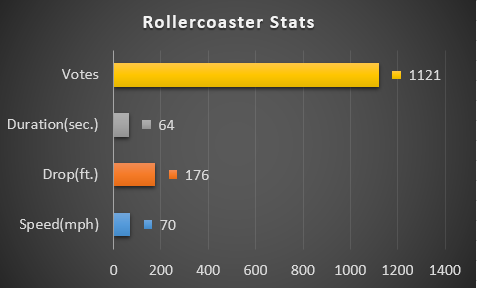 Rollercoaster Stats
Votes 1121
Duration(sec.) 64
Drop(ft.) 176
Speed(mph) 70
0 200 400 600 800 1000 1200 1400